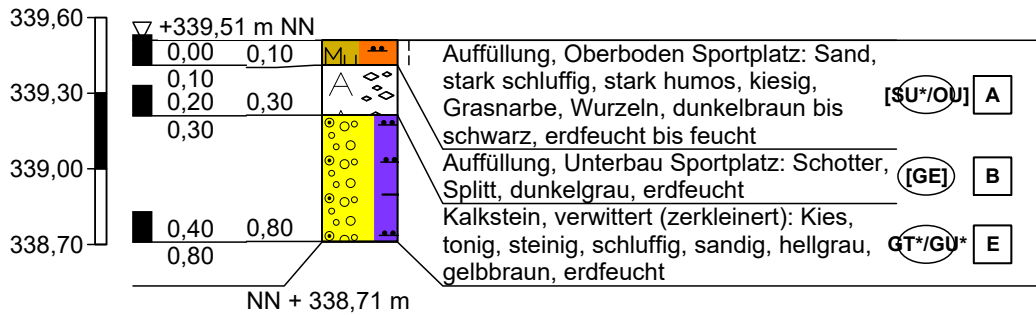 339,60
+339,51 m NN
0,00 0,10
Mu
Auffüllung, Oberboden Sportplatz: Sand,
stark schluffig, stark humos, kiesig,
Grasnarbe, Wurzeln, dunkelbraun bis
schwarz, erdfeucht bis feucht
[SU*/OU] A
0,10
339,30
0,20 0,30
A
0,30
339,00
Auffüllung, Unterbau Sportplatz: Schotter,
Splitt, dunkelgrau, erdfeucht
[GE] B
Kalkstein, verwittert (zerkleinert): Kies,
tonig, steinig, schluffig, sandig, hellgrau,
gelbbraun, erdfeucht
GT*/GU* E
0,40 0,80
338,70
0,80
NN + 338,71 m